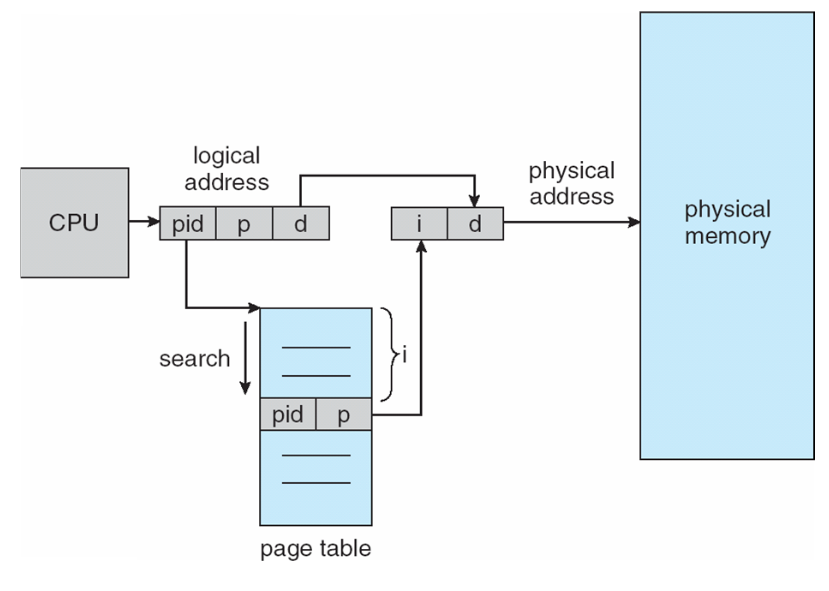 logical
address
physical
address
CPU
pid p d
i d
physical
memory
search
i
pid p
page table